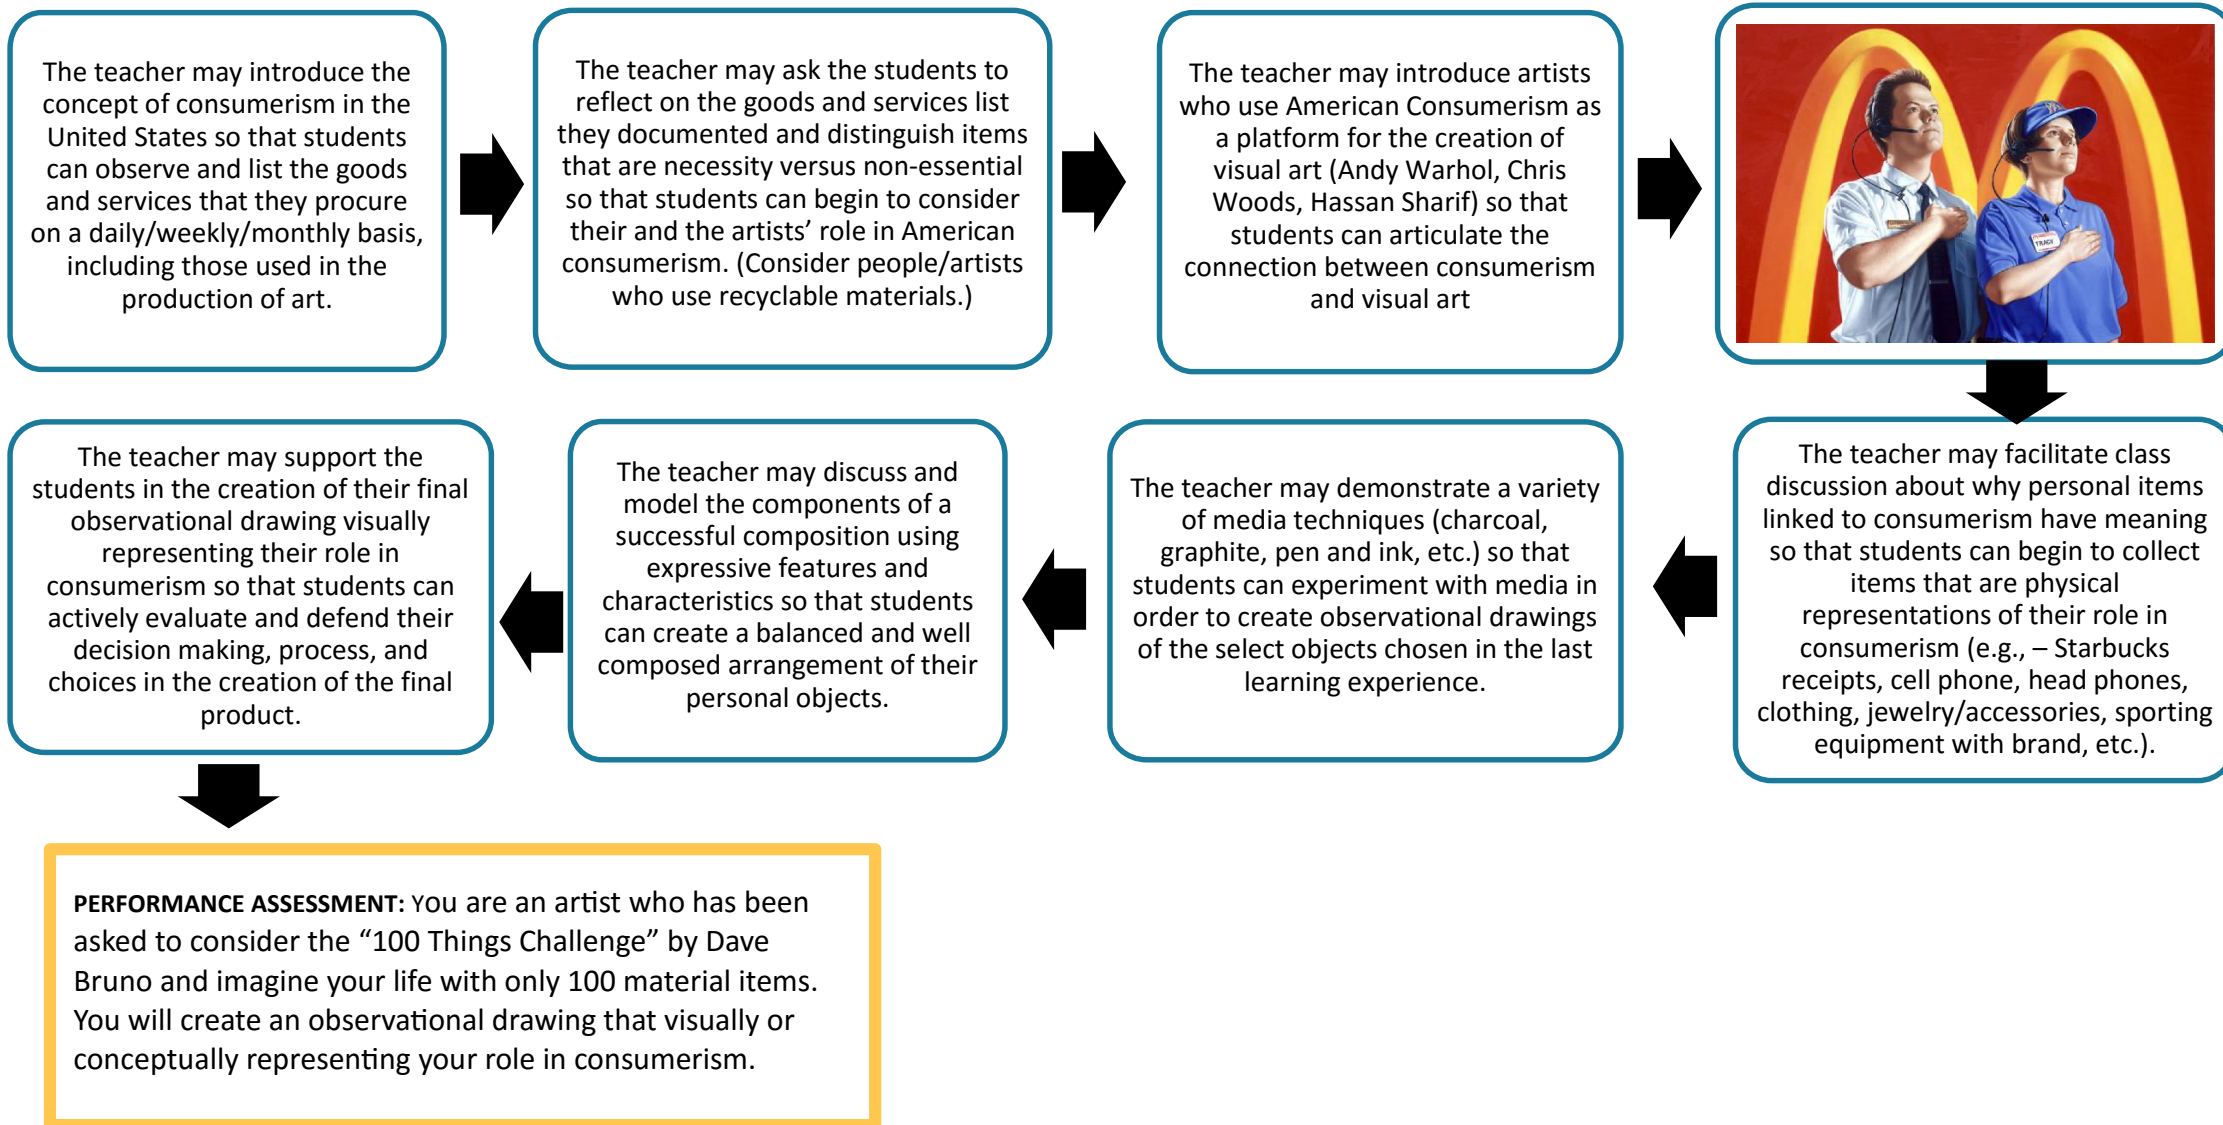 The teacher may introduce the
concept of consumerism in the
United States so that students
can observe and list the goods
and services that they procure
on a daily/weekly/monthly basis,
including those used in the
production of art.
The teacher may ask the students to
reflect on the goods and services list
they documented and distinguish items
that are necessity versus non-essential
so that students can begin to consider
their and the artists’ role in American
consumerism. (Consider people/artists
who use recyclable materials.)
The teacher may introduce artists
who use American Consumerism as
a platform for the creation of
visual art (Andy Warhol, Chris
Woods, Hassan Sharif) so that
students can articulate the
connection between consumerism
and visual art
TRACY
The teacher may facilitate class
discussion about why personal items
linked to consumerism have meaning
so that students can begin to collect
items that are physical
representations of their role in
consumerism (e.g., – Starbucks
receipts, cell phone, head phones,
clothing, jewelry/accessories, sporting
equipment with brand, etc.).
The teacher may demonstrate a variety
of media techniques (charcoal,
graphite, pen and ink, etc.) so that
students can experiment with media in
order to create observational drawings
of the select objects chosen in the last
learning experience.
The teacher may discuss and
model the components of a
successful composition using
expressive features and
characteristics so that students
can create a balanced and well
composed arrangement of their
personal objects.
The teacher may support the
students in the creation of their final
observational drawing visually
representing their role in
consumerism so that students can
actively evaluate and defend their
decision making, process, and
choices in the creation of the final
product.
PERFORMANCE ASSESSMENT: You are an artist who has been
asked to consider the “100 Things Challenge” by Dave
Bruno and imagine your life with only 100 material items.
You will create an observational drawing that visually or
conceptually representing your role in consumerism.